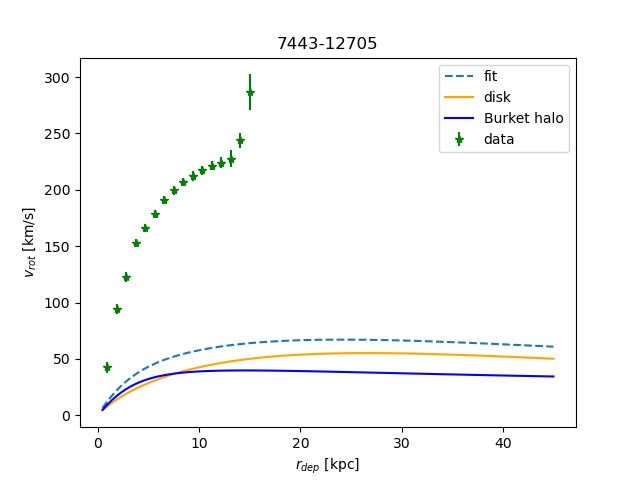 7443-12705
300
250
200
150
100
50
0
v_rot [km/s]
fit
disk
Burket halo
data
0 10 20 30 40
r_dep [kpc]